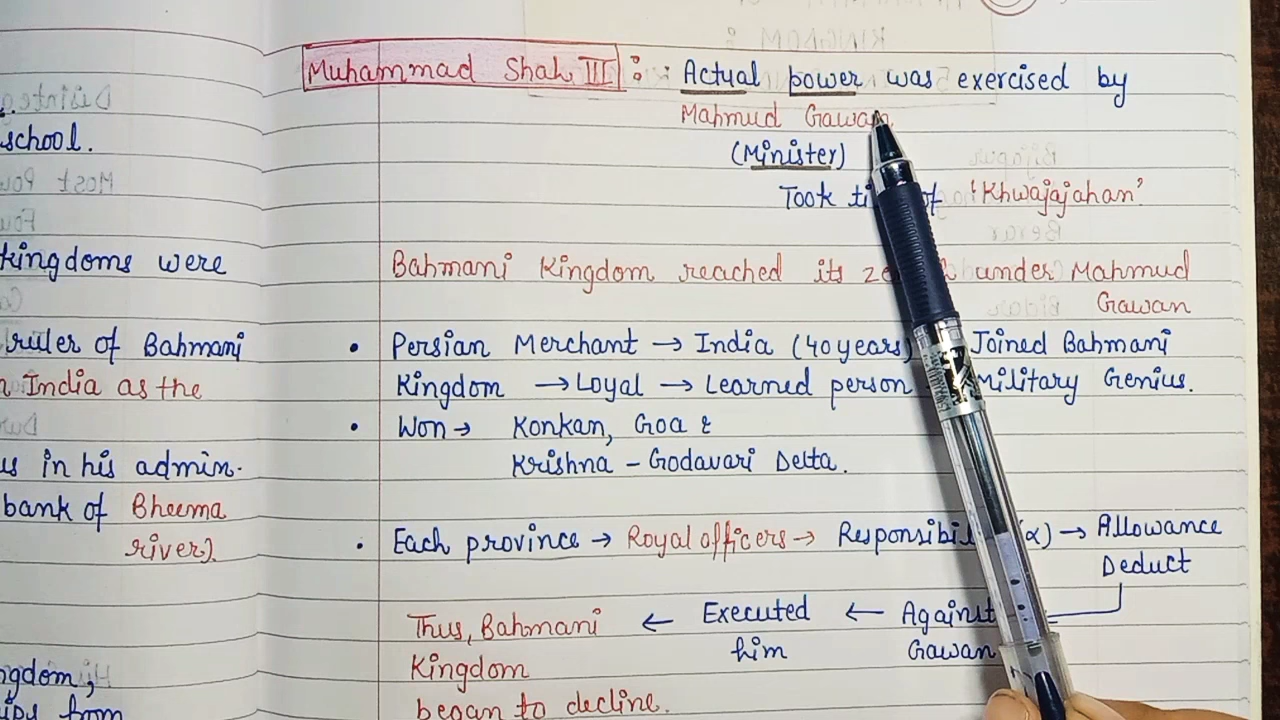 school.
kingdoms were
ruler of Bahmani
India as the
in his admin.
bank of Bheema
river).
Muhammad Shah III : Actual power was exercised by
Mahmud Gawan.
(Minister)
Took of 'Khwajajahan'
Bahmani Kingdom reached its under Mahmud
Gawan
• Persian Merchant → India (40 years) Joined Bahmani
Kingdom → Loyal → Learned person Military Genius.
• Won → Konkan, Goa &
Krishna - Godavari Delta.
• Each province → Royal officers → (α) → Allowance
Deduct
Thus, Bahmani ← Executed ← Against
Kingdom him Gawan
began to decline.
from